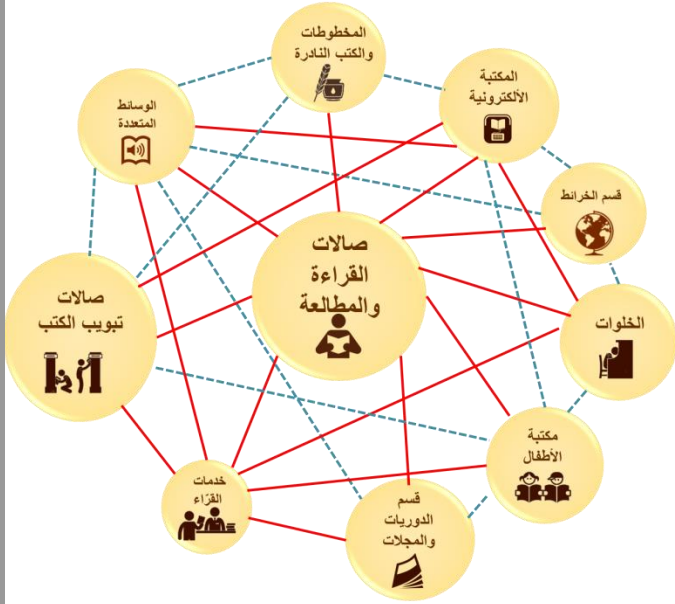 المخطوطات
والكتب النادرة
المكتبة
الألكترونية
الوسائط
المتعددة
قسم الخرائط
صالات
القراءة
والمطالعة
صالات
تبويب الكتب
الخلوات
مكتبة
الأطفال
خدمات
القرّاء
قسم
الدوريات
والمجلات